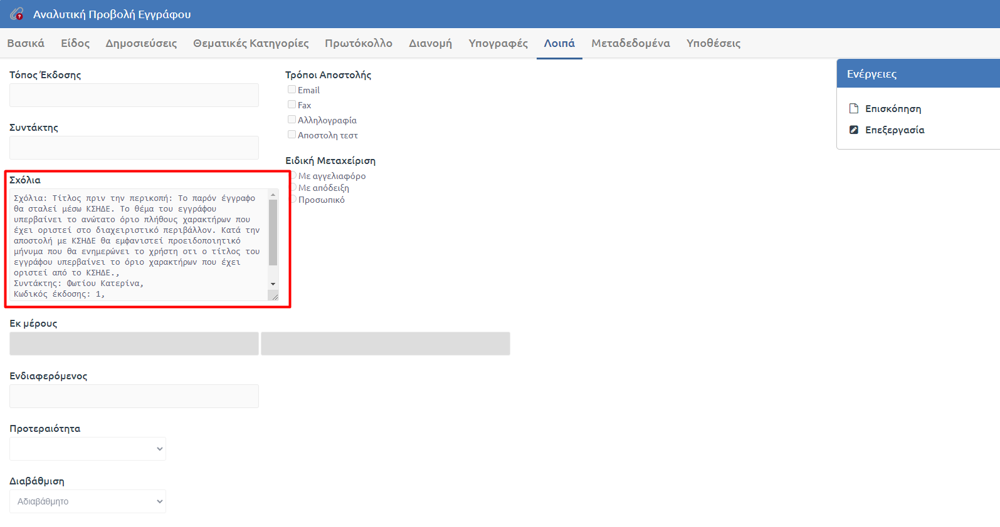 Αναλυτική Προβολή Εγγράφου
Βασικά Είδος Δημοσιεύσεις Θεματικές Κατηγορίες Πρωτόκολλο Διανομή Υπογραφές Λοιπά Μεταδεδομένα Υποθέσεις
Ενέργειες
Επισκόπηση
Επεξεργασία
Τόπος Έκδοσης
Συντάκτης
Σχόλια
Σχόλια: Τίτλος πριν την περικοπή: Το παρόν έγγραφο
θα σταλεί μέσω ΚΣΗΔΕ. Το θέμα του εγγράφου
υπερβαίνει το ανώτατο όριο πλήθους χαρακτήρων που
έχει οριστεί στο διαχειριστικό περιβάλλον. Κατά την
αποστολή με ΚΣΗΔΕ θα εμφανιστεί προειδοποιητικό
μήνυμα που θα ενημερώνει το χρήστη οτι ο τίτλος του
εγγράφου υπερβαίνει το όριο χαρακτήρων που έχει
οριστεί από το ΚΣΗΔΕ.,
Συντάκτης: Φωτίου Κατερίνα,
Κωδικός έκδοσης: 1,
Τρόποι Αποστολής
Email
Fax
Αλληλογραφία
Αποστολη τεστ
Ειδική Μεταχείριση
Με αγγελιαφόρο
Με απόδειξη
Προσωπικό
Εκ μέρους
Ενδιαφερόμενος
Προτεραιότητα
Διαβάθμιση
Αδιαβάθμητο